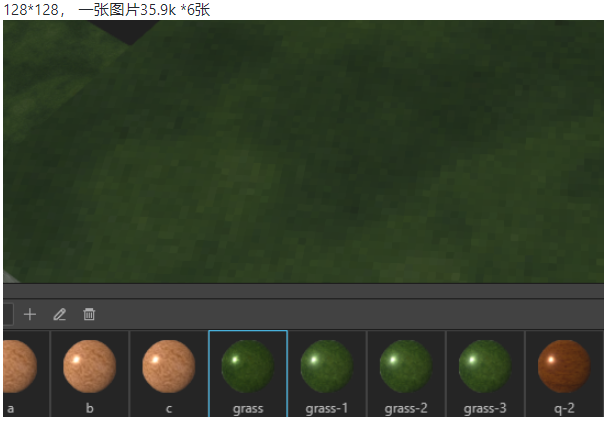 128*128， 一张图片35.9k *6张
a b c grass grass-1 grass-2 grass-3 q-2